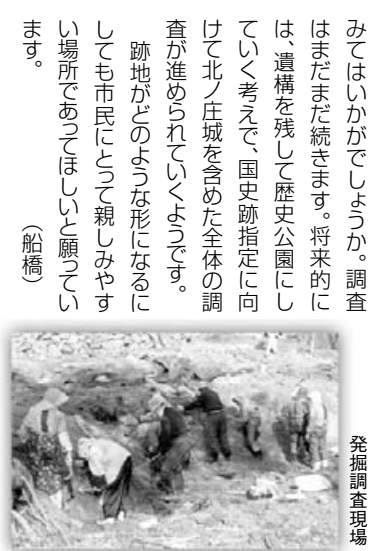 みてはいかがでしょうか。調査
はまだまだ続きます。将来的に
は、遺構を残して歴史公園にし
ていく考えで、国史跡指定に向
けて北ノ庄城を含めた全体の調
査が進められていくようです。
跡地がどのような形になるに
しても市民にとって親しみやす
い場所であってほしいと願ってい
ます。　（船橋）
発掘調査現場